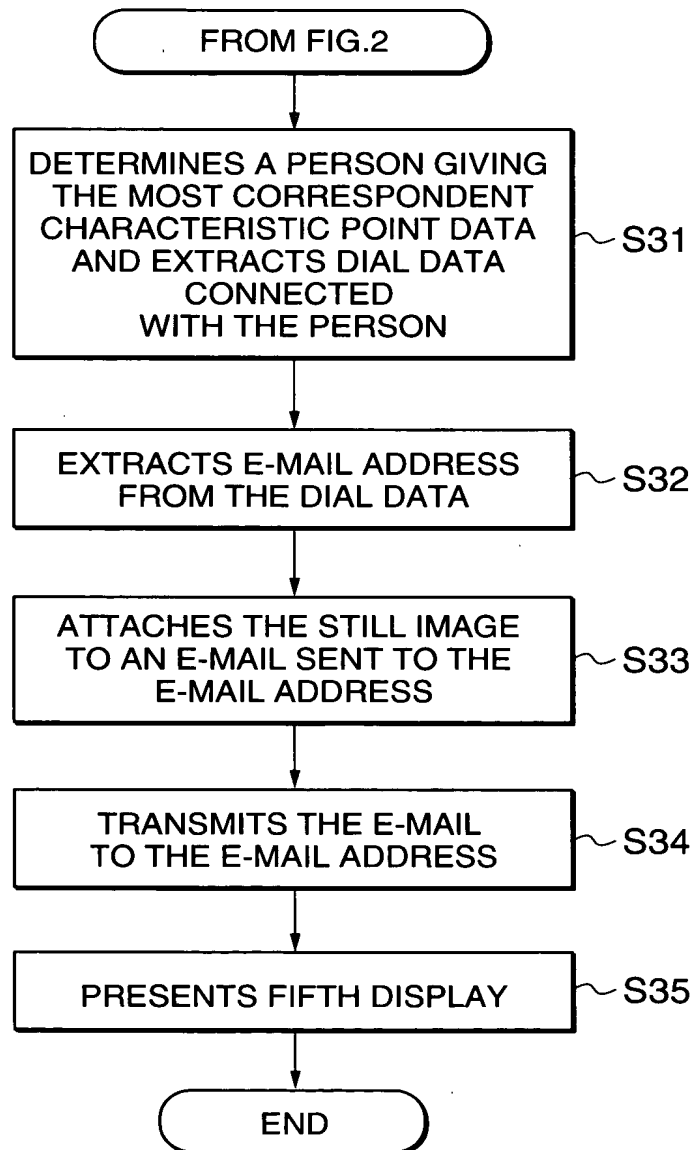 FROM FIG.2
DETERMINES A PERSON GIVING
THE MOST CORRESPONDENT
CHARACTERISTIC POINT DATA
AND EXTRACTS DIAL DATA
CONNECTED
WITH THE PERSON
S31
EXTRACTS E-MAIL ADDRESS
FROM THE DIAL DATA
S32
ATTACHES THE STILL IMAGE
TO AN E-MAIL SENT TO THE
E-MAIL ADDRESS
S33
TRANSMITS THE E-MAIL
TO THE E-MAIL ADDRESS
S34
PRESENTS FIFTH DISPLAY
S35
END